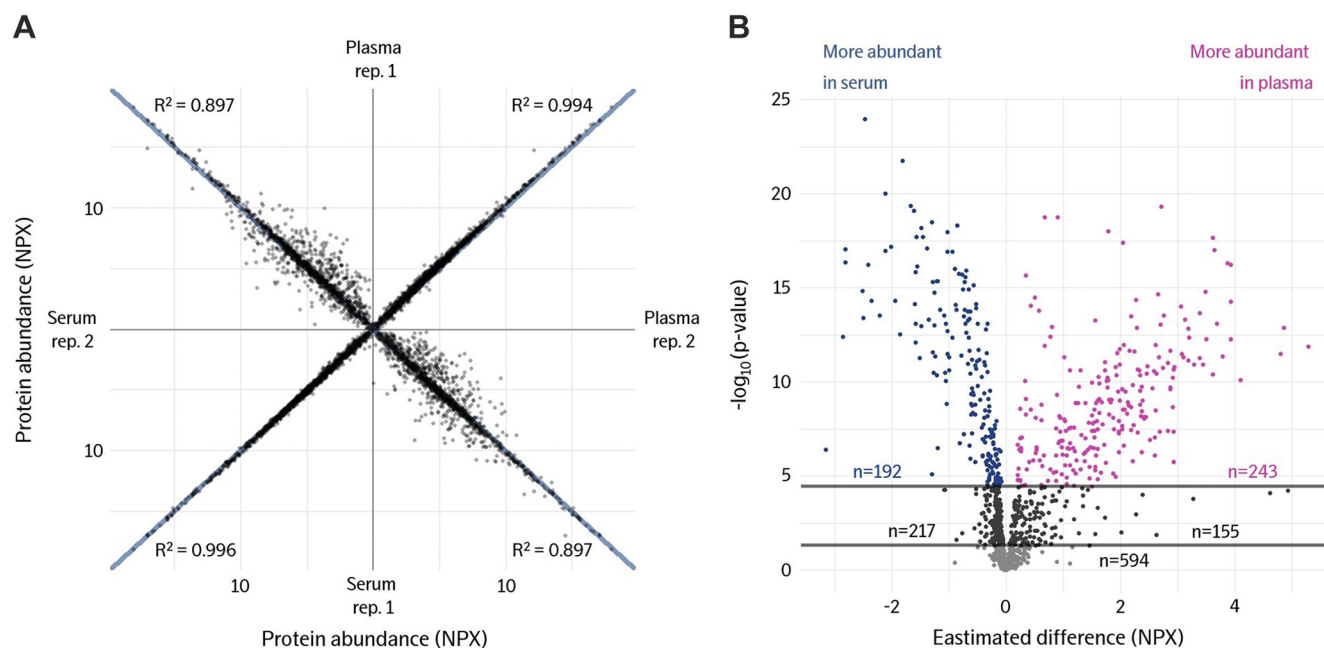 A
Plasma
rep. 1
R² = 0.897
R² = 0.994
10
Serum
rep. 2
Plasma
rep. 2
Protein abundance (NPX)
10
R² = 0.996
R² = 0.897
10
Serum
rep. 1
10
Protein abundance (NPX)
B
More abundant
in serum
More abundant
in plasma
25
20
15
10
5
0
-log₁₀(p-value)
n=192
n=243
n=217
n=155
n=594
-2
0
2
4
Eastimated difference (NPX)